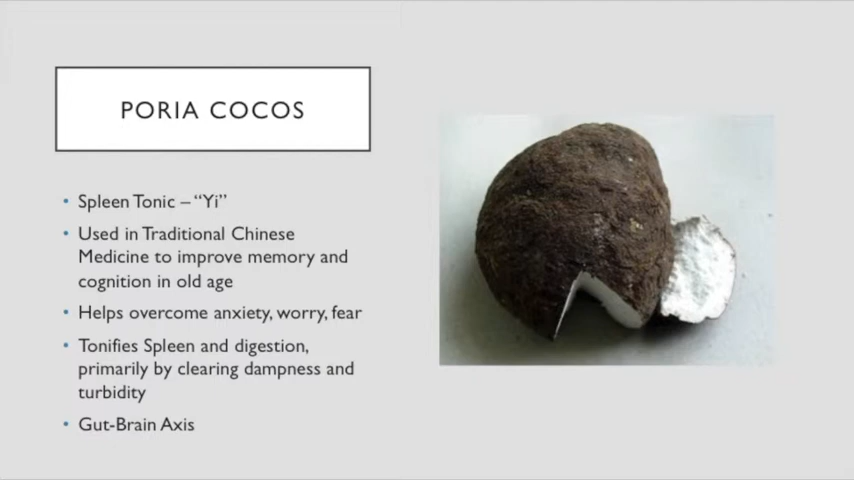 PORIA COCOS
• Spleen Tonic – “Yi”
• Used in Traditional Chinese
Medicine to improve memory and
cognition in old age
• Helps overcome anxiety, worry, fear
• Tonifies Spleen and digestion,
primarily by clearing dampness and
turbidity
• Gut-Brain Axis